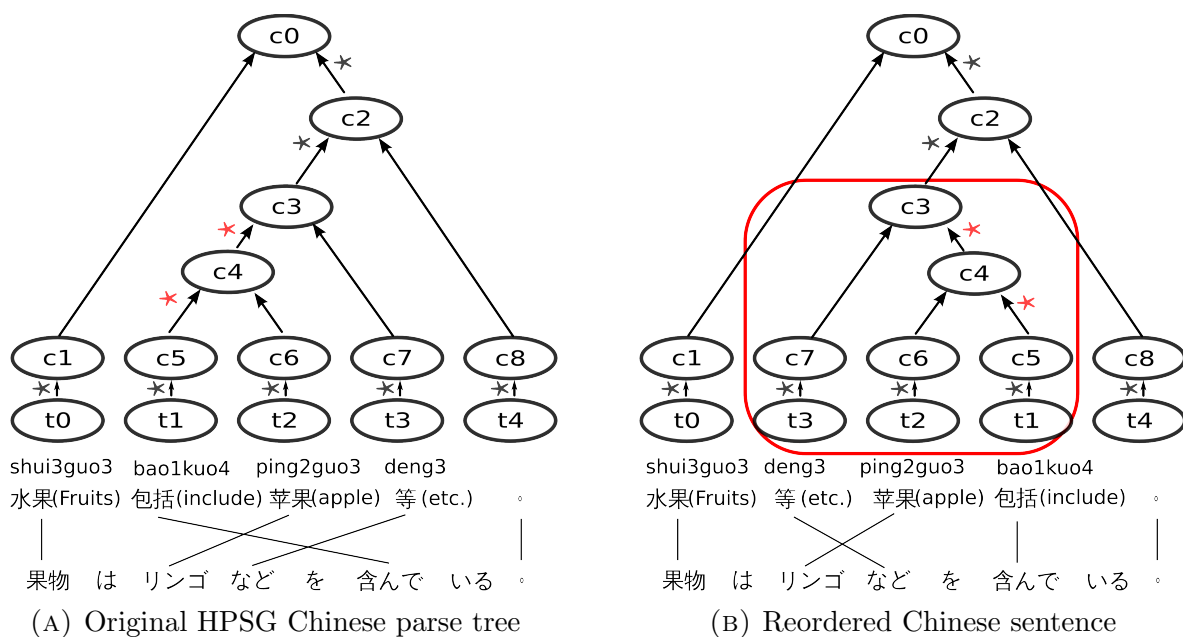 c0
c2
c3
c4
c1 c5 c6 c7 c8
t0 t1 t2 t3 t4
shui3guo3 bao1kuo4 ping2guo3 deng3
水果(Fruits) 包括(include) 苹果(apple) 等(etc.) 。
果物 は リンゴ など を 含んで いる 。
(A) Original HPSG Chinese parse tree
c0
c2
c3
c4
c1 c7 c6 c5 c8
t0 t3 t2 t1 t4
shui3guo3 deng3 ping2guo3 bao1kuo4
水果(Fruits) 等(etc.) 苹果(apple) 包括(include) 。
果物 は リンゴ など を 含んで いる 。
(B) Reordered Chinese sentence